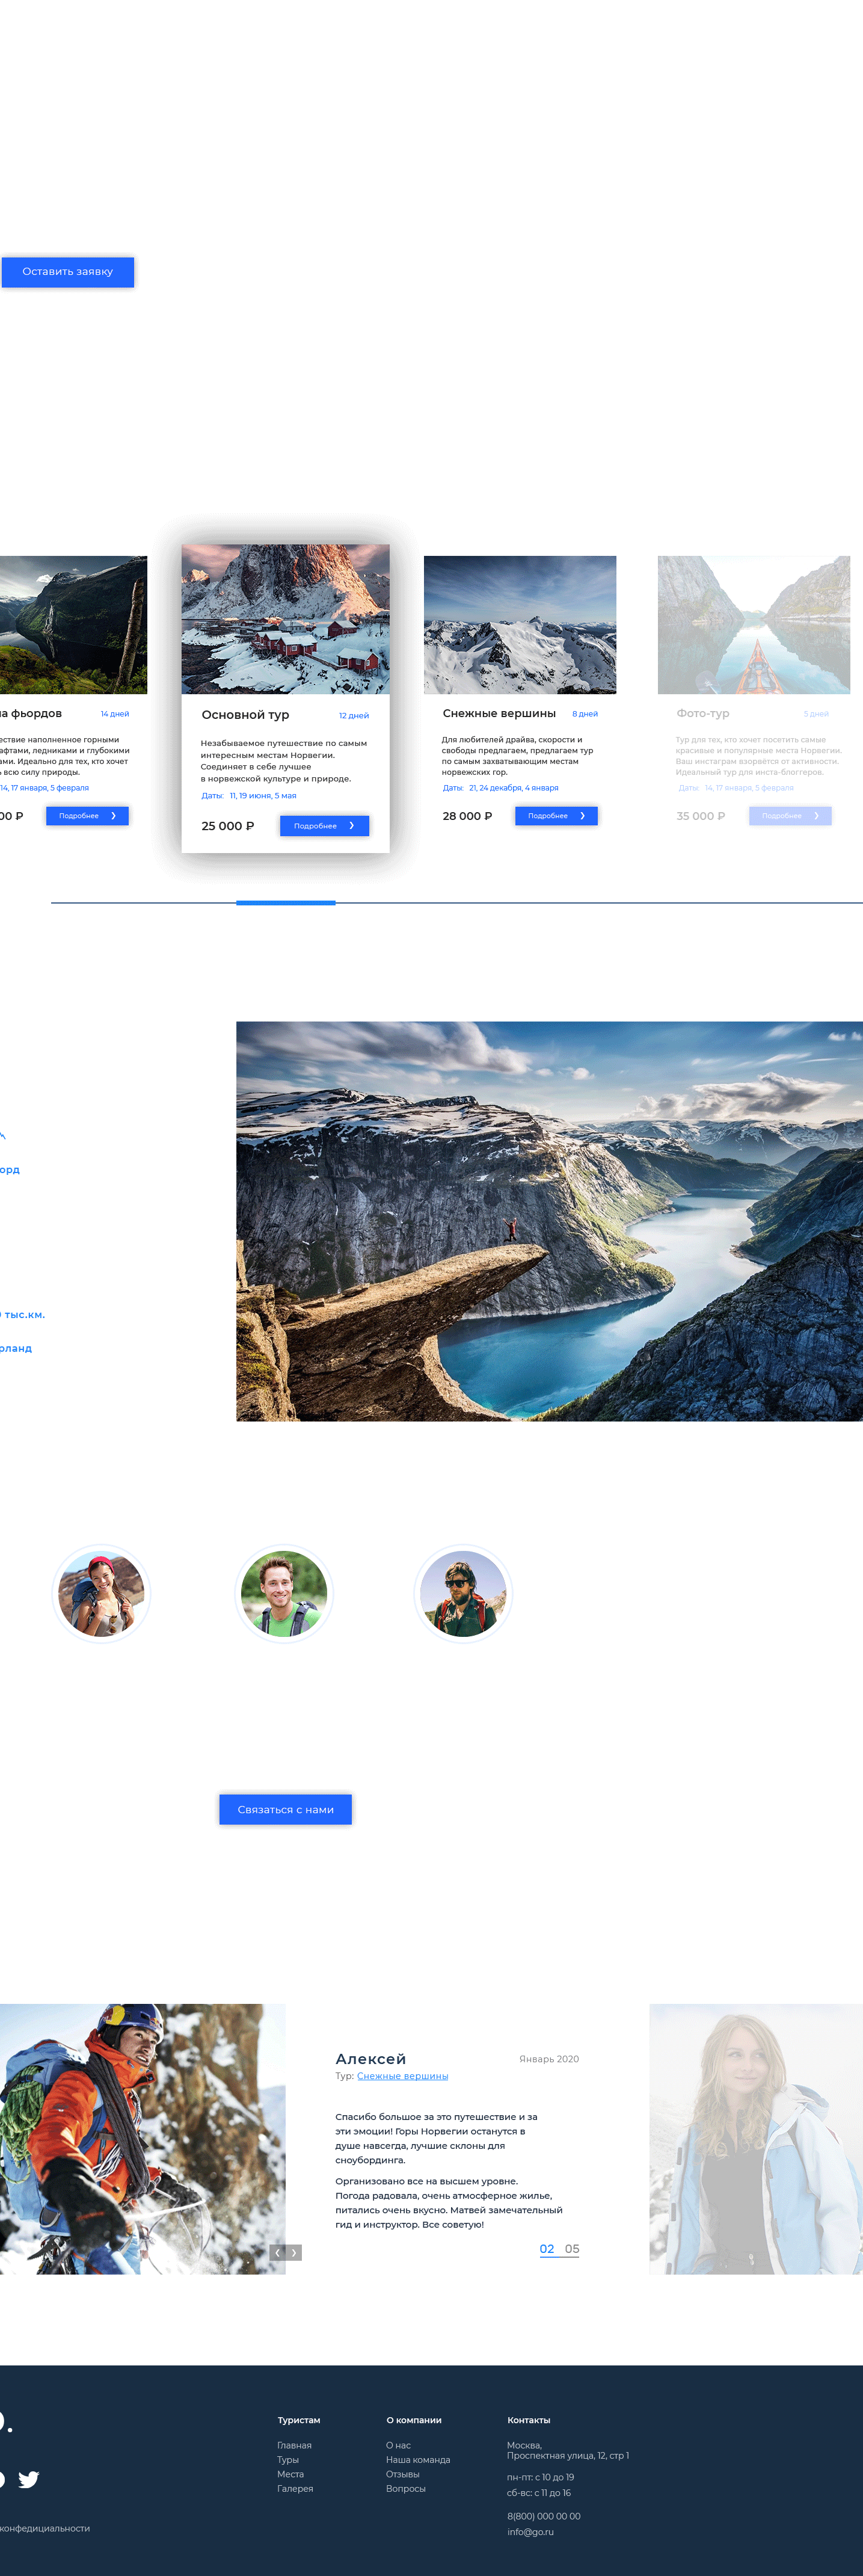 Оставить заявку
а фьордов
14 дней
ествие наполненное горными
афтами, ледниками и глубокими
ами. Идеально для тех, кто хочет
ь всю силу природы.
14, 17 января, 5 февраля
00 ₽
Подробнее
Основной тур
12 дней
Незабываемое путешествие по самым
интересным местам Норвегии.
Соединяет в себе лучшее
в норвежской культуре и природе.
Даты: 11, 19 июня, 5 мая
25 000 ₽
Подробнее
Снежные вершины
8 дней
Для любителей драйва, скорости и
свободы предлагаем, предлагаем тур
по самым захватывающим местам
норвежских гор.
Даты: 21, 24 декабря, 4 января
28 000 ₽
Подробнее
Фото-тур
5 дней
Тур для тех, кто хочет посетить самые
красивые и популярные места Норвегии.
Ваш инстаграм взорвётся от активности.
Идеальный тур для инста-блоггеров.
Даты: 14, 17 января, 5 февраля
35 000 ₽
Подробнее
орд
тыс.км.
рланд
Связаться с нами
Алексей
Январь 2020
Тур: Снежные вершины
Спасибо большое за это путешествие и за
эти эмоции! Горы Норвегии останутся в
душе навсегда, лучшие склоны для
сноубординга.
Организовано все на высшем уровне.
Погода радовала, очень атмосферное жилье,
питались очень вкусно. Матвей замечательный
гид и инструктор. Все советую!
02 05
Туристам
Главная
Туры
Места
Галерея
О компании
О нас
Наша команда
Отзывы
Вопросы
Контакты
Москва,
Проспектная улица, 12, стр 1
пн-пт: с 10 до 19
сб-вс: с 11 до 16
8(800) 000 00 00
info@go.ru
конфедициальности